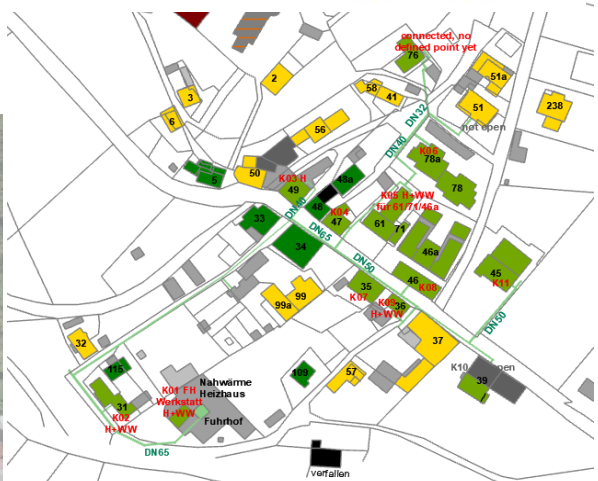 connected, no
defined point yet
76
2
58
41
51a
51
238
not open
3
6
56
DN32
DN40
5
50
K03 H
49
48a
K06
78a
78
K05 H+WW
für 61/71/46a
48
K04
47
61
71
46a
33
DN40
DN65
34
DN50
45
K11
46
K08
35
K07
36
K09
H+WW
99
99a
37
DN50
32
115
109
57
K10
pen
39
K01 FH
Werkstatt
H+WW
Nahwärme
Heizhaus
31
K02
H+WW
Fuhrhof
DN65
verfallen